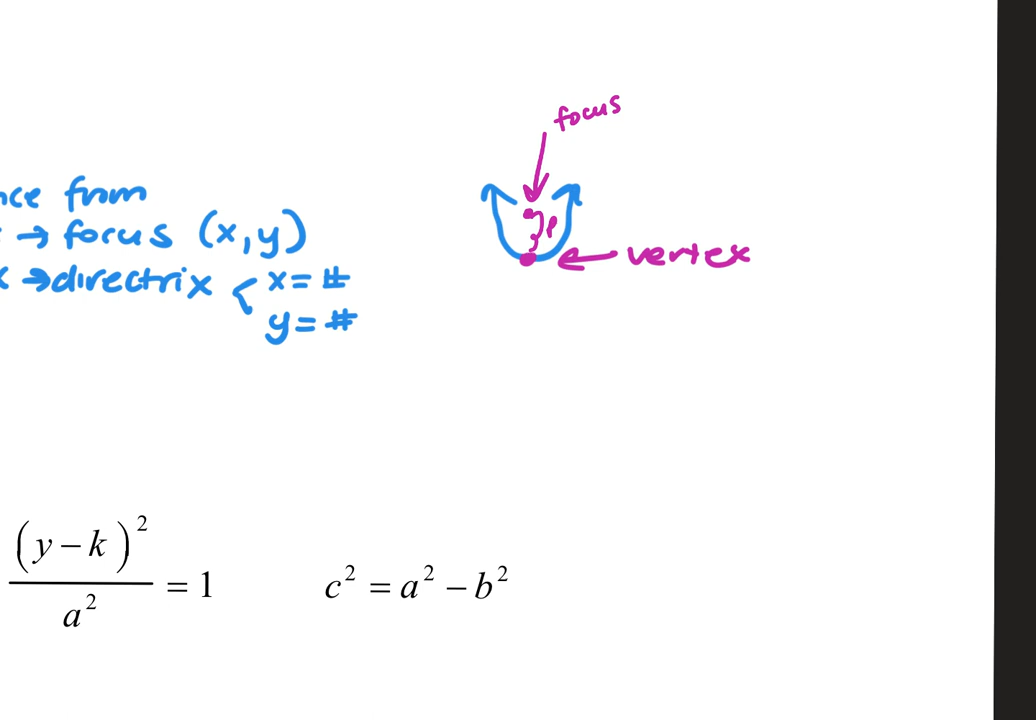 focus
nce from
→ focus (x,y)
→ directrix < x = #
y = #
p
← vertex
(y − k)² / a² = 1
c² = a² − b²